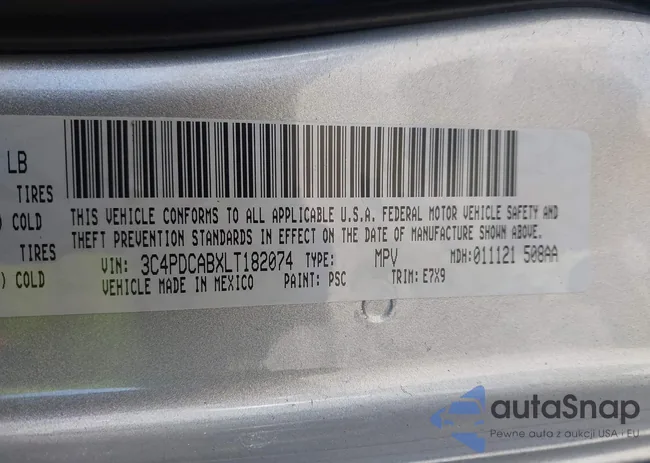 LB
TIRES
) COLD
TIRES
) COLD
THIS VEHICLE CONFORMS TO ALL APPLICABLE U.S.A. FEDERAL MOTOR VEHICLE SAFETY AND
THEFT PREVENTION STANDARDS IN EFFECT ON THE DATE OF MANUFACTURE SHOWN ABOVE.
VIN: 3C4PDCABXLT182074 TYPE: MPV MDH:011121 508AA
VEHICLE MADE IN MEXICO PAINT: PSC TRIM: E7X9
autaSnap
Pewne auta z aukcji USA i EU